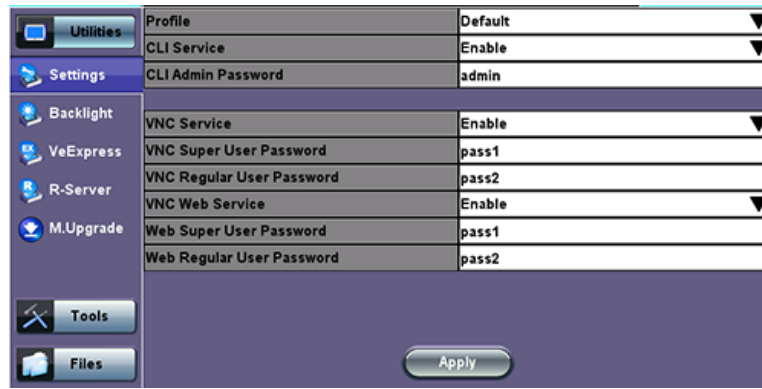 Utilities
Settings
Backlight
VeExpress
R-Server
M.Upgrade
Tools
Files
Profile Default
CLI Service Enable
CLI Admin Password admin
VNC Service Enable
VNC Super User Password pass1
VNC Regular User Password pass2
VNC Web Service Enable
Web Super User Password pass1
Web Regular User Password pass2
Apply